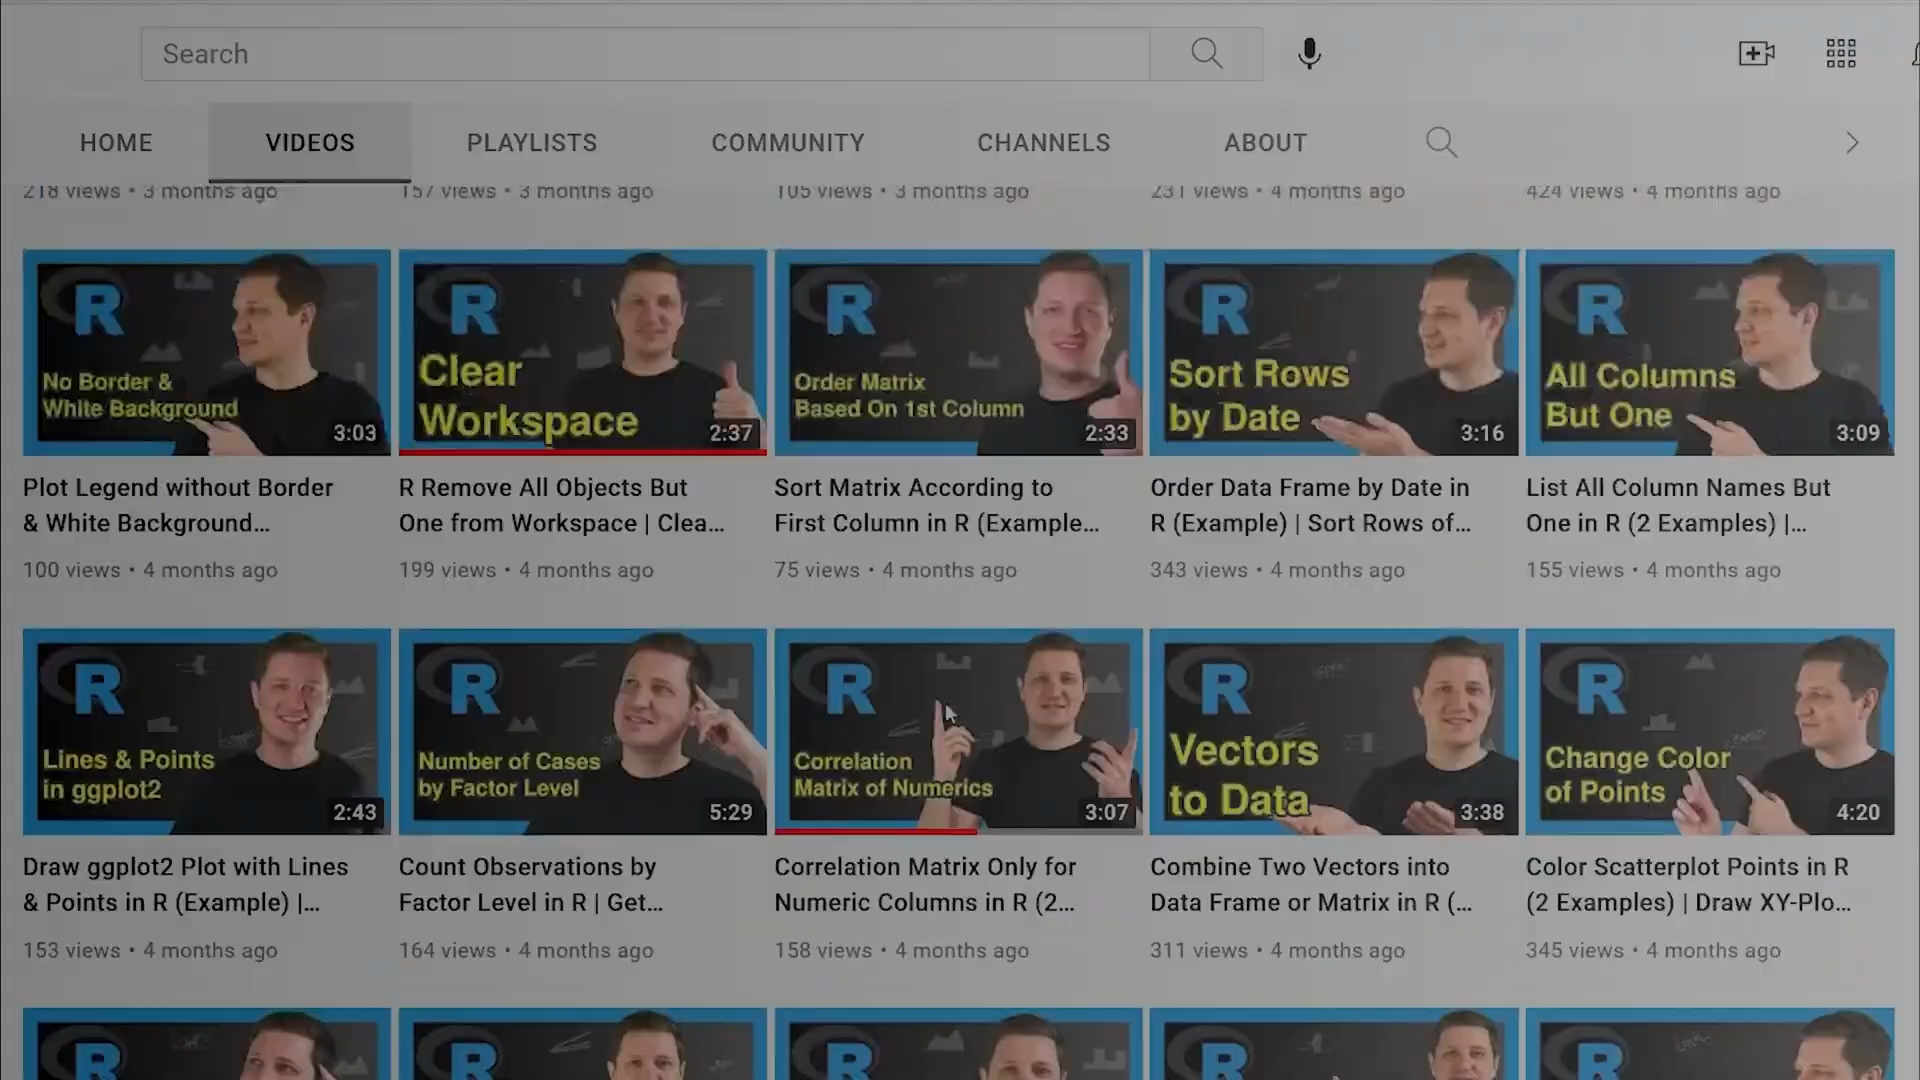 Search
HOME VIDEOS PLAYLISTS COMMUNITY CHANNELS ABOUT
218 views • 3 months ago
157 views • 3 months ago
105 views • 3 months ago
231 views • 4 months ago
424 views • 4 months ago
R
No Border &
White Background
3:03
R
Clear
Workspace
2:37
R
Order Matrix
Based On 1st Column
2:33
R
Sort Rows
by Date
3:16
R
All Columns
But One
3:09
Plot Legend without Border
& White Background...
100 views • 4 months ago
R Remove All Objects But
One from Workspace | Clea...
199 views • 4 months ago
Sort Matrix According to
First Column in R (Example...
75 views • 4 months ago
Order Data Frame by Date in
R (Example) | Sort Rows of...
343 views • 4 months ago
List All Column Names But
One in R (2 Examples) |...
155 views • 4 months ago
R
Lines & Points
in ggplot2
2:43
R
Number of Cases
by Factor Level
5:29
R
Correlation
Matrix of Numerics
3:07
R
Vectors
to Data
3:38
R
Change Color
of Points
4:20
Draw ggplot2 Plot with Lines
& Points in R (Example) |...
153 views • 4 months ago
Count Observations by
Factor Level in R | Get...
164 views • 4 months ago
Correlation Matrix Only for
Numeric Columns in R (2...
158 views • 4 months ago
Combine Two Vectors into
Data Frame or Matrix in R (...
311 views • 4 months ago
Color Scatterplot Points in R
(2 Examples) | Draw XY-Plo...
345 views • 4 months ago
R
R
R
R
R